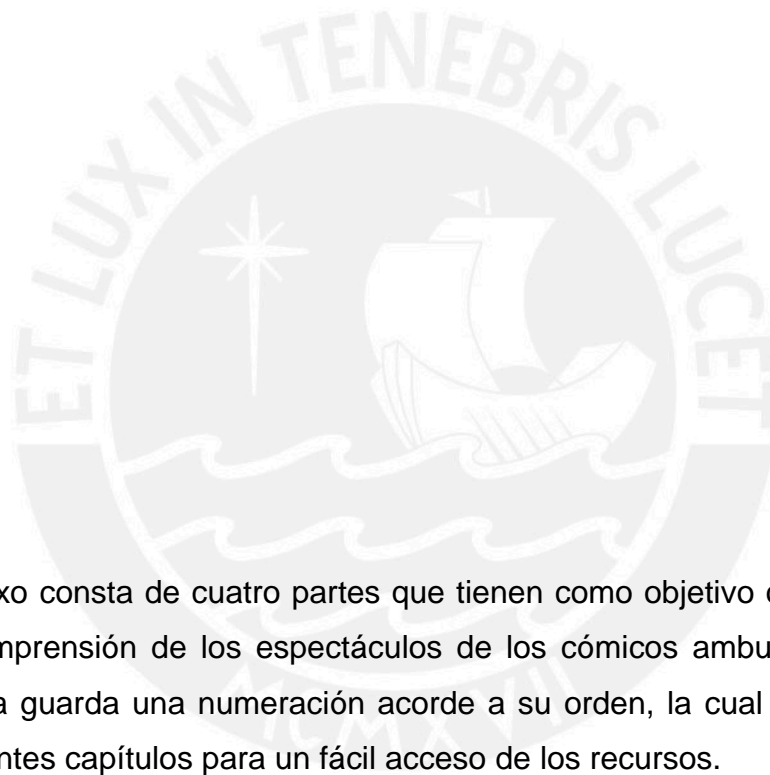 ET LUX IN TENEBRIS LUCET
xo consta de cuatro partes que tienen como objetivo
mprensión de los espectáculos de los cómicos ambu
a guarda una numeración acorde a su orden, la cual
ntes capítulos para un fácil acceso de los recursos.
MCMXVII